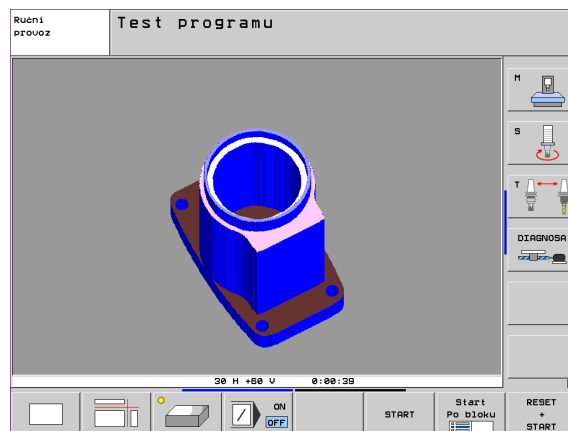 Ruční
provoz
Test programu
M
S
T
DIAGNOSA
30 H +60 V 0:00:39
ON
OFF
START
Start
Po bloku
RESET
+
START